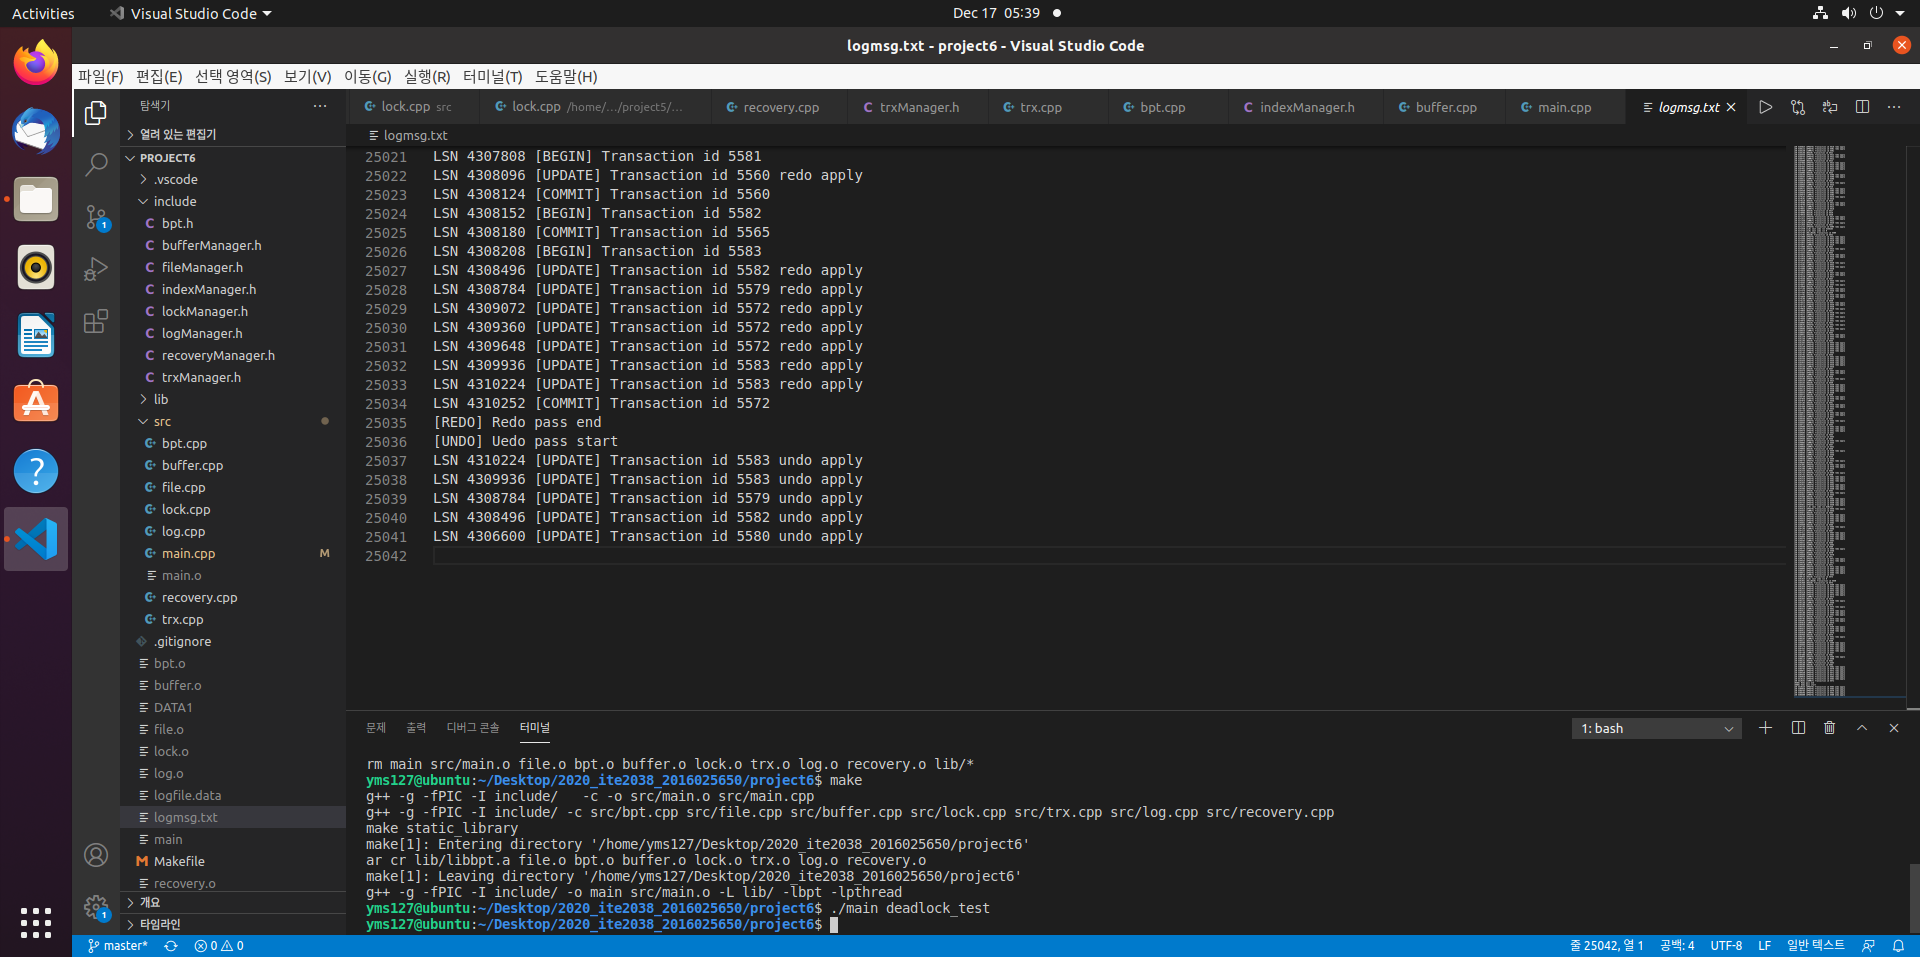 Activities
Visual Studio Code
Dec 17 05:39
logmsg.txt - project6 - Visual Studio Code
파일(F) 편집(E) 선택 영역(S) 보기(V) 이동(G) 실행(R) 터미널(T) 도움말(H)
탐색기
열려 있는 편집기
PROJECT6
.vscode
include
bpt.h
bufferManager.h
fileManager.h
indexManager.h
lockManager.h
logManager.h
recoveryManager.h
trxManager.h
lib
src
bpt.cpp
buffer.cpp
file.cpp
lock.cpp
log.cpp
main.cpp M
main.o
recovery.cpp
trx.cpp
.gitignore
bpt.o
buffer.o
DATA1
file.o
lock.o
log.o
logfile.data
logmsg.txt
main
Makefile
recovery.o
개요
타임라인
lock.cpp src
lock.cpp /home/.../project5/...
recovery.cpp
trxManager.h
trx.cpp
bpt.cpp
indexManager.h
buffer.cpp
main.cpp
logmsg.txt
logmsg.txt
25021 LSN 4307808 [BEGIN] Transaction id 5581
25022 LSN 4308096 [UPDATE] Transaction id 5560 redo apply
25023 LSN 4308124 [COMMIT] Transaction id 5560
25024 LSN 4308152 [BEGIN] Transaction id 5582
25025 LSN 4308180 [COMMIT] Transaction id 5565
25026 LSN 4308208 [BEGIN] Transaction id 5583
25027 LSN 4308496 [UPDATE] Transaction id 5582 redo apply
25028 LSN 4308784 [UPDATE] Transaction id 5579 redo apply
25029 LSN 4309072 [UPDATE] Transaction id 5572 redo apply
25030 LSN 4309360 [UPDATE] Transaction id 5572 redo apply
25031 LSN 4309648 [UPDATE] Transaction id 5572 redo apply
25032 LSN 4309936 [UPDATE] Transaction id 5583 redo apply
25033 LSN 4310224 [UPDATE] Transaction id 5583 redo apply
25034 LSN 4310252 [COMMIT] Transaction id 5572
25035 [REDO] Redo pass end
25036 [UNDO] Uedo pass start
25037 LSN 4310224 [UPDATE] Transaction id 5583 undo apply
25038 LSN 4309936 [UPDATE] Transaction id 5583 undo apply
25039 LSN 4308784 [UPDATE] Transaction id 5579 undo apply
25040 LSN 4308496 [UPDATE] Transaction id 5582 undo apply
25041 LSN 4306600 [UPDATE] Transaction id 5580 undo apply
25042
문제 출력 디버그 콘솔 터미널
1: bash
rm main src/main.o file.o bpt.o buffer.o lock.o trx.o log.o recovery.o lib/*
yms127@ubuntu:~/Desktop/2020_ite2038_2016025650/project6$ make
g++ -g -fPIC -I include/   -c -o src/main.o src/main.cpp
g++ -g -fPIC -I include/ -c src/bpt.cpp src/file.cpp src/buffer.cpp src/lock.cpp src/trx.cpp src/log.cpp src/recovery.cpp
make static_library
make[1]: Entering directory '/home/yms127/Desktop/2020_ite2038_2016025650/project6'
ar cr lib/libbpt.a file.o bpt.o buffer.o lock.o trx.o log.o recovery.o
make[1]: Leaving directory '/home/yms127/Desktop/2020_ite2038_2016025650/project6'
g++ -g -fPIC -I include/ -o main src/main.o -L lib/ -lbpt -lpthread
yms127@ubuntu:~/Desktop/2020_ite2038_2016025650/project6$ ./main deadlock_test
yms127@ubuntu:~/Desktop/2020_ite2038_2016025650/project6$
1
1
master* 0 0
줄 25042, 열 1 공백: 4 UTF-8 LF 일반 텍스트